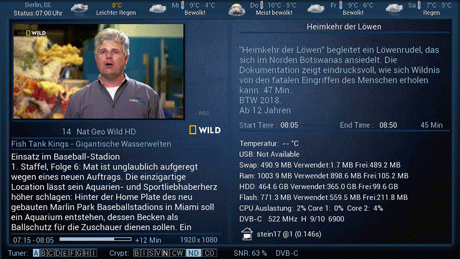 Berlin, BE
Status: 07:00 Uhr
8°C
Leichter Regen
Mi 9°C 4°C
Bewölkt
Do 5°C 2°C
Meist bewölkt
Fr 9°C 6°C
Bewölkt
Sa 7°C 5°C
Regen
WILD
14 Nat Geo Wild HD
WILD
Fish Tank Kings - Gigantische Wasserwelten
Einsatz im Baseball-Stadion
1. Staffel, Folge 6: Mat ist unglaublich aufgeregt
wegen eines neuen Auftrags. Die einzigartige
Location lässt sein Aquarien- und Sportliebhaberherz
höher schlagen: Hinter der Home Plate des neu
gebauten Marlin Park Baseballstadions in Miami soll
ein Aquarium entstehen, dessen Becken als
Ballschutz für die Zuschauer dienen sollen. Ein
07:15 - 08:05
+12 Min
1920 x 1080
Heimkehr der Löwen
"Heimkehr der Löwen" begleitet ein Löwenrudel, das
sich im Norden Botswanas ansiedelt. Die
Dokumentation zeigt eindrucksvoll, wie sich Wildnis
von den fatalen Eingriffen des Menschen erholen
kann. 47 Min.
BTW 2018.
Ab 12 Jahren
Start Time : 08:05
End Time : 08:50
45 Min
Temperatur: -- °C
USB: Not Available
Swap: 490.9 MB Verwendet:1.7 MB Frei:489.2 MB
Ram: 1003.9 MB Verwendet:898.6 MB Frei:105.2 MB
HDD: 464.6 GB Verwendet:365.0 GB Frei:99.6 GB
Flash: 771.3 MB Verwendet:559.5 MB Frei:211.8 MB
CPU Auslastung: 2% Core 1: 0% Core 2: 4%
DVB-C 522 MHz H 9/10 6900
stein17 @1 (0.146s)
Tuner: A B C D E F G H I
Crypt: B I S V N CW ND CO
SNR: 63 %
DVB-C